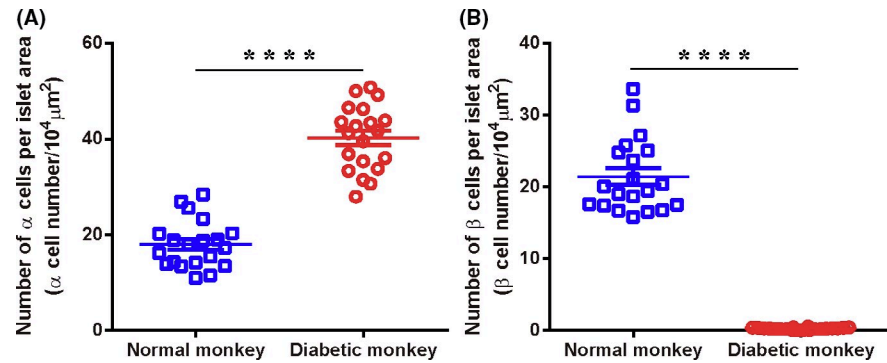 (A)
Number of α cells per islet area
(α cell number/10⁴μm²)
60
40
20
0
****
Normal monkey
Diabetic monkey
(B)
Number of β cells per islet area
(β cell number/10⁴μm²)
40
30
20
10
0
****
Normal monkey
Diabetic monkey